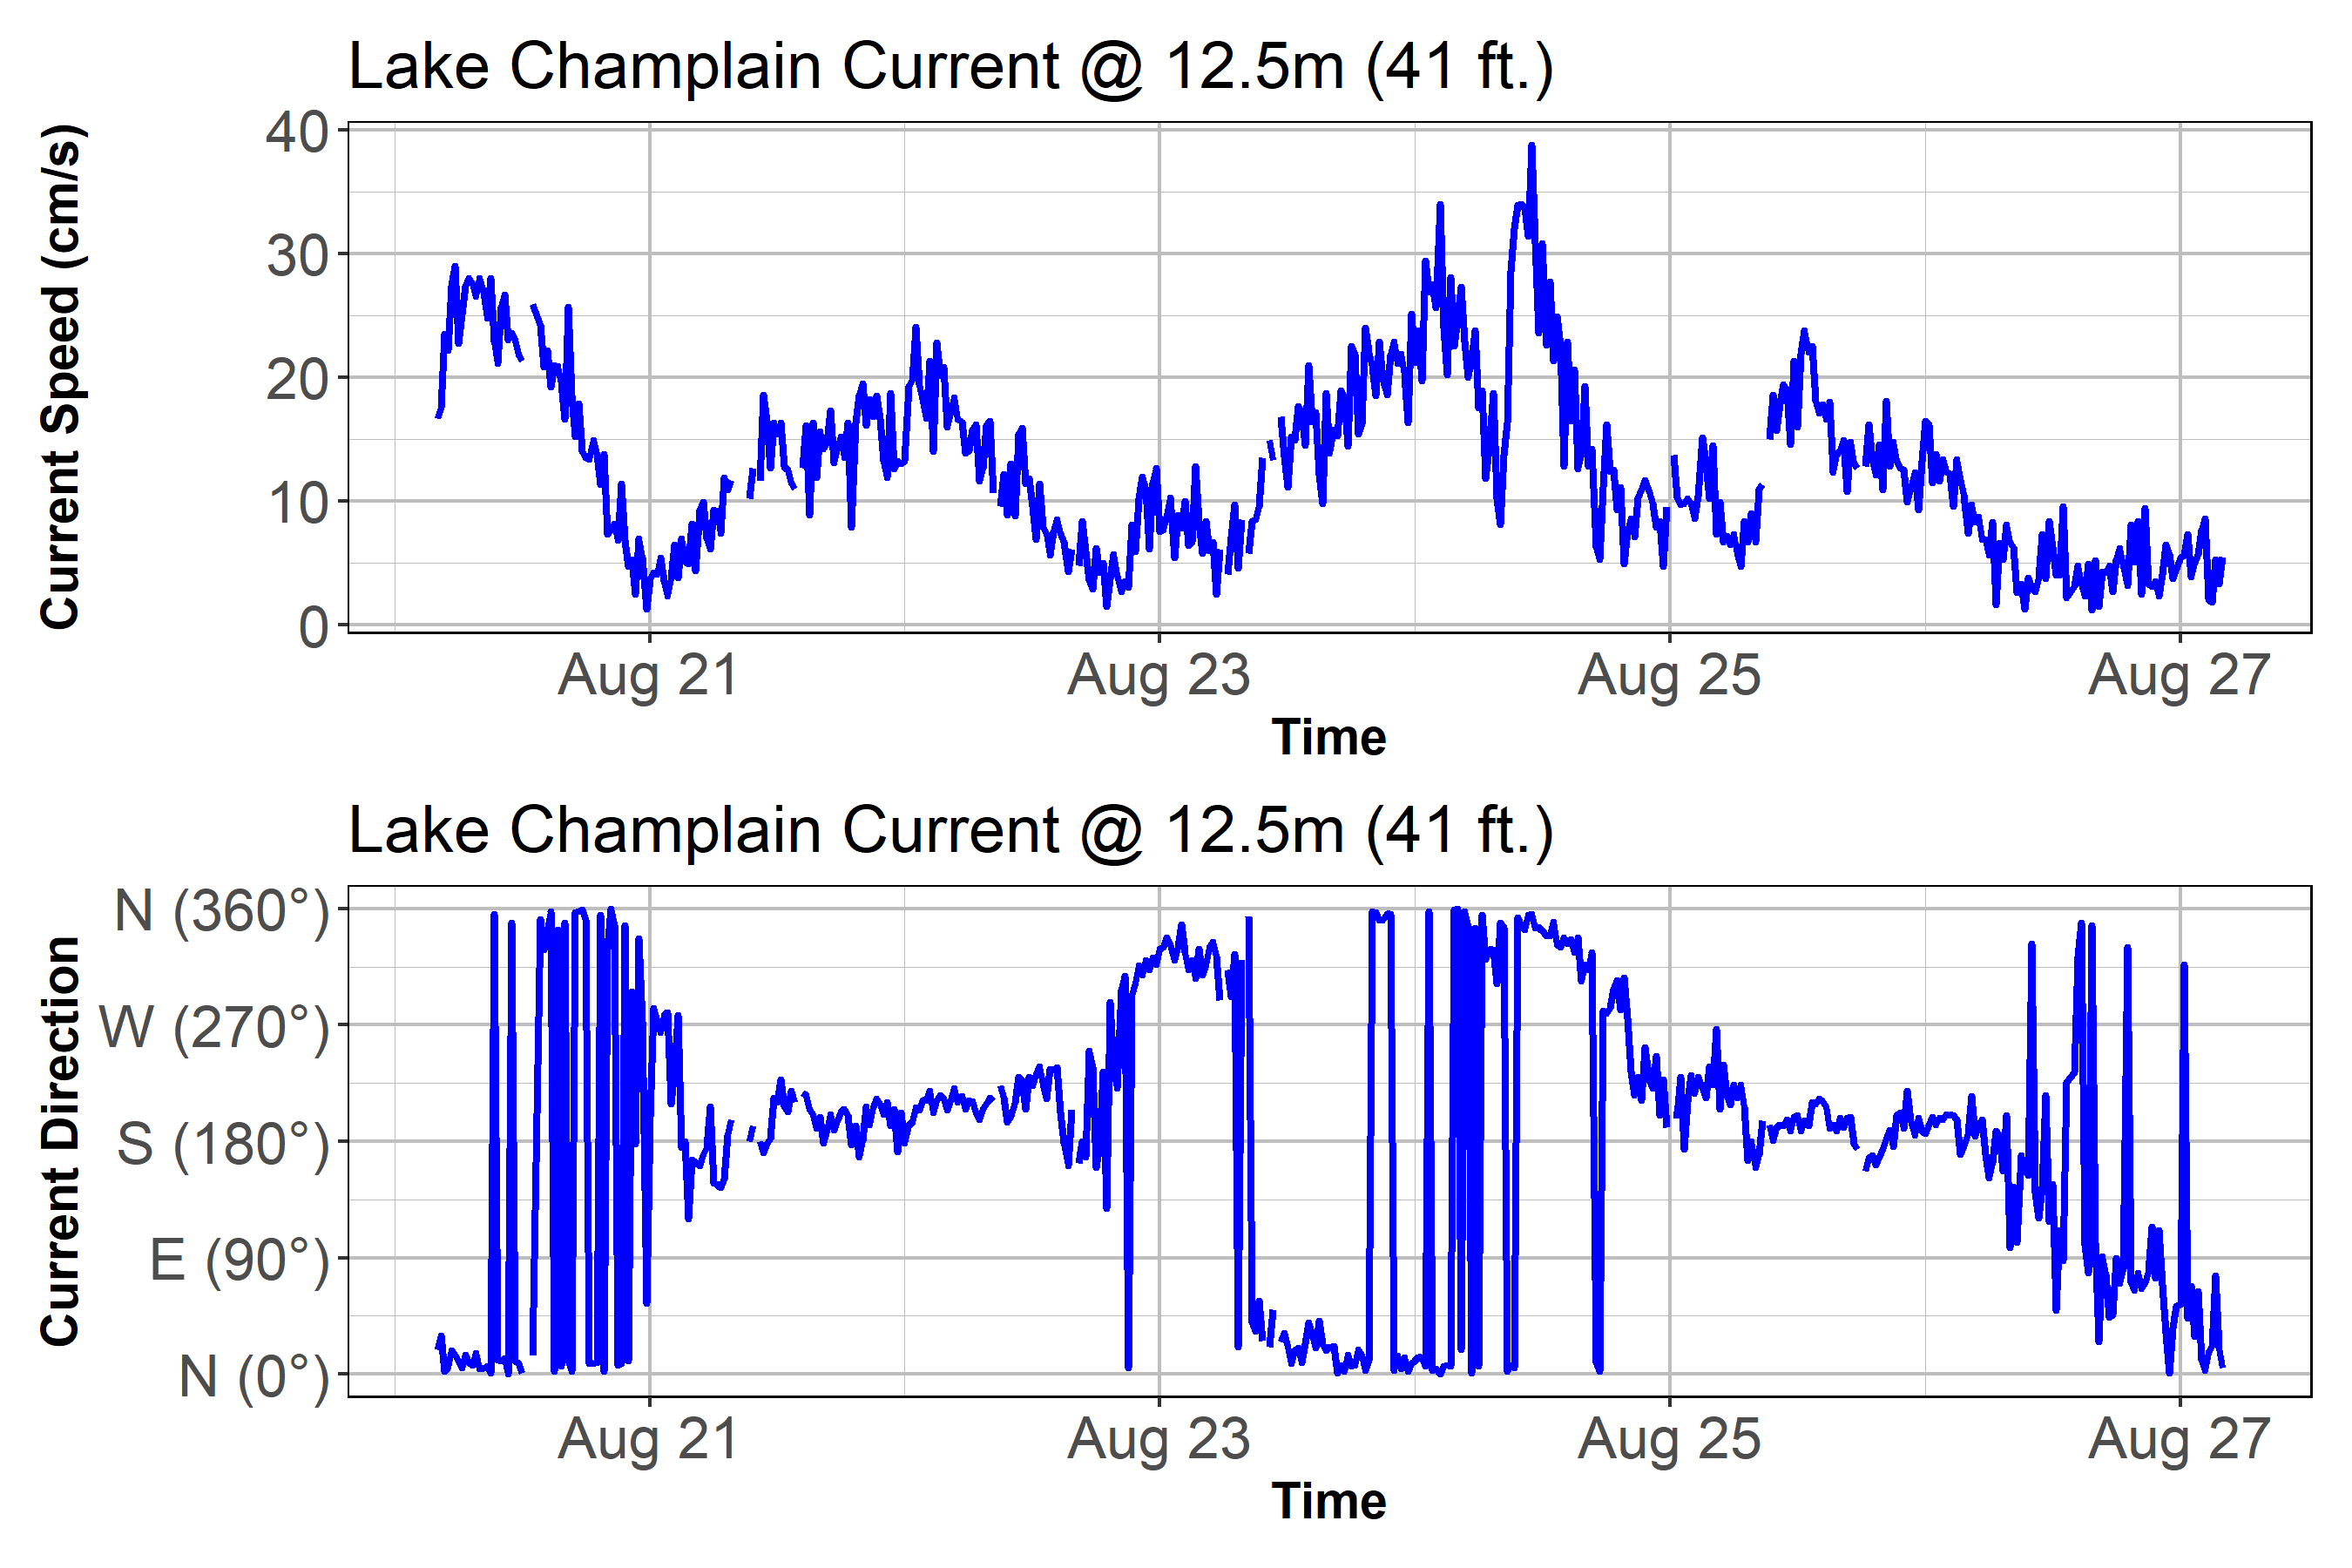 Lake Champlain Current @ 12.5m (41 ft.)
Current Speed (cm/s)
40
30
20
10
0
Aug 21 Aug 23 Aug 25 Aug 27
Time
Lake Champlain Current @ 12.5m (41 ft.)
Current Direction
N (360°)
W (270°)
S (180°)
E (90°)
N (0°)
Aug 21 Aug 23 Aug 25 Aug 27
Time